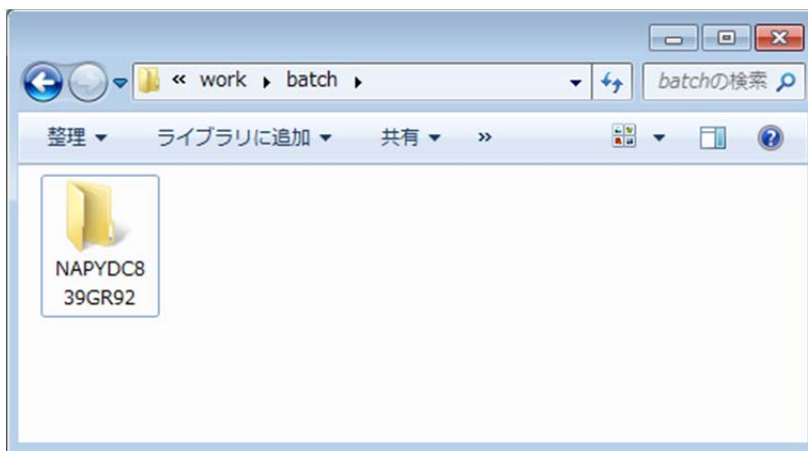 « work ▸ batch ▸
batchの検索
整理 ▼ ライブラリに追加 ▼ 共有 ▼ »
NAPYDC8
39GR92